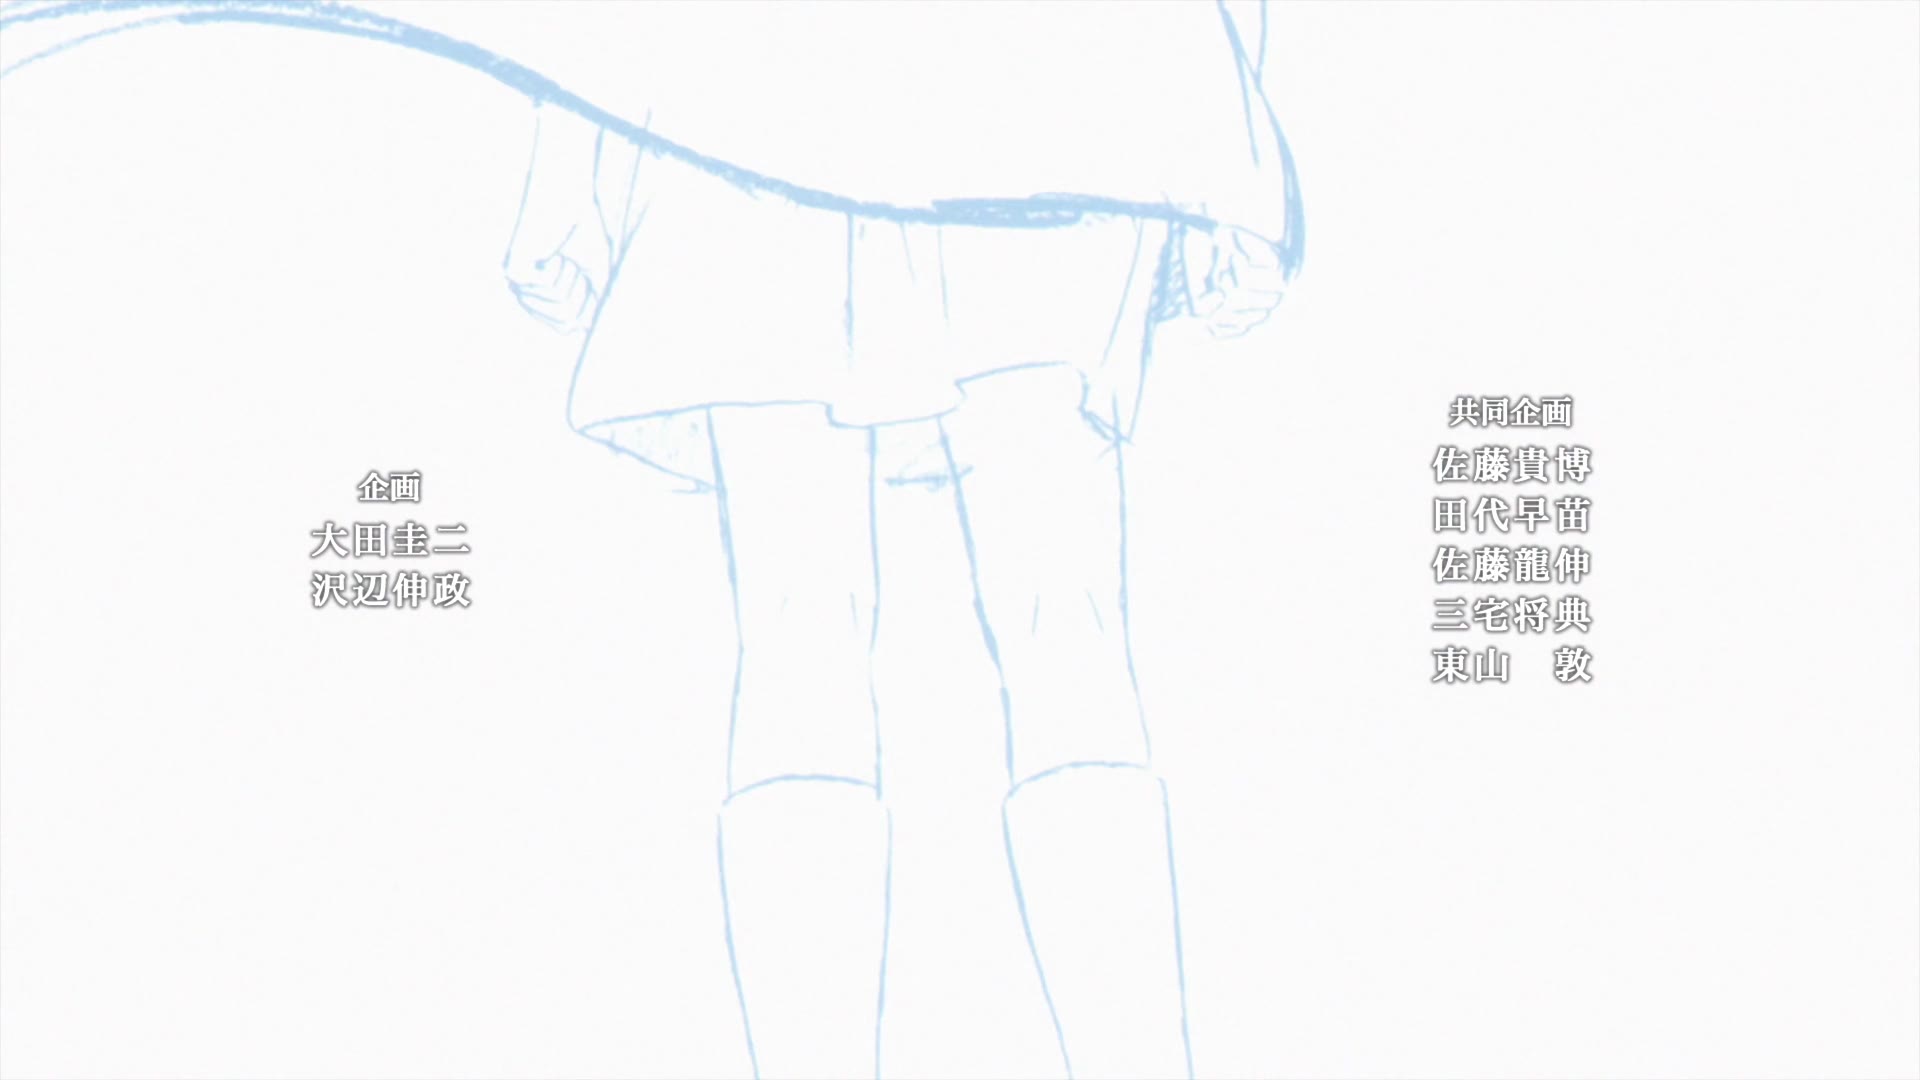 企画
大田圭二
沢辺伸政
共同企画
佐藤貴博
田代早苗
佐藤龍伸
三宅将典
東山　敦